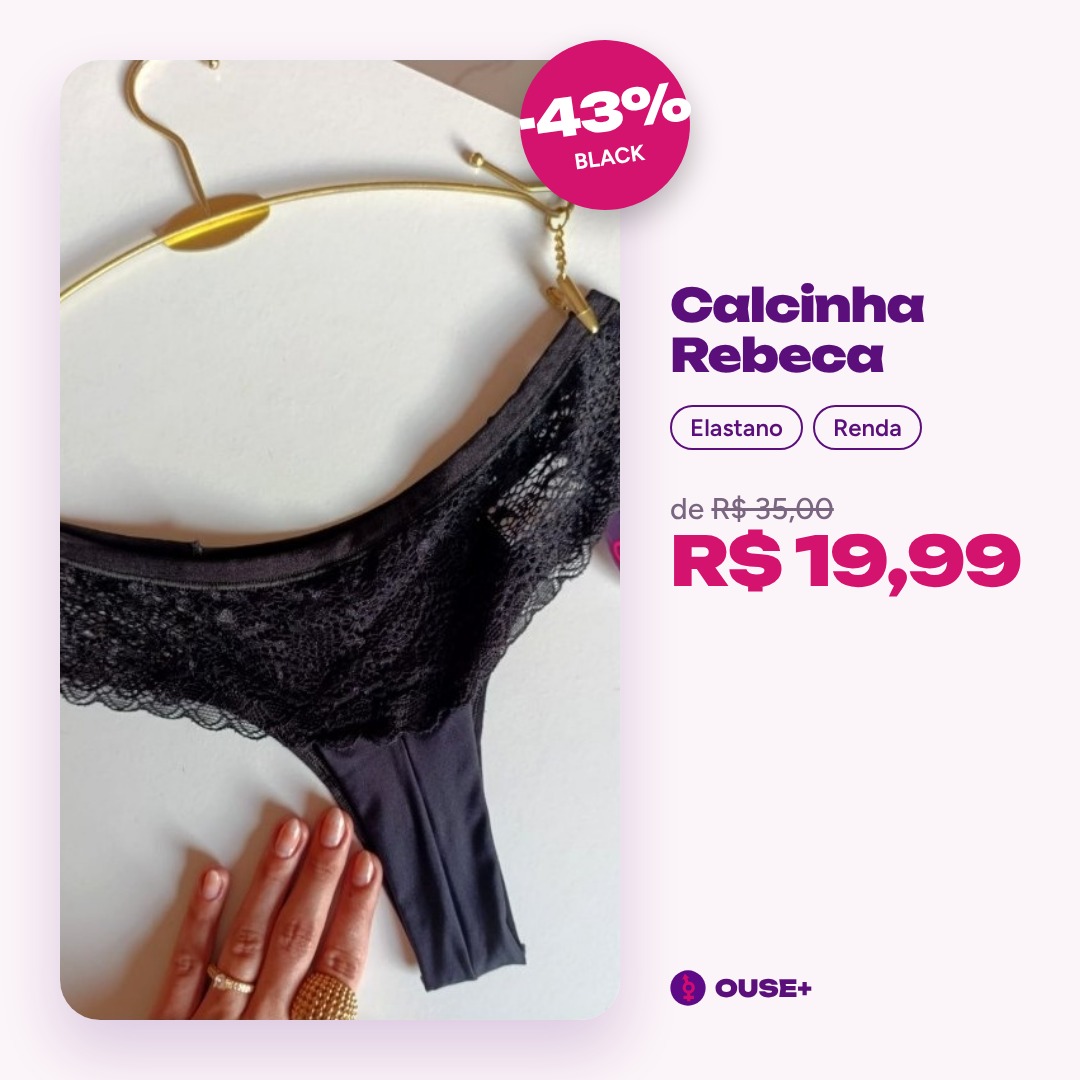 -43%
BLACK
Calcinha
Rebeca
Elastano
Renda
de R$ 35,00
R$ 19,99
OUSE+